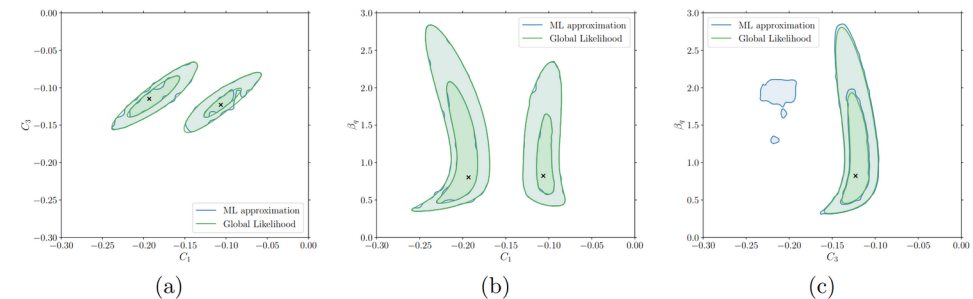 0.00
−0.05
−0.10
−0.15
−0.20
−0.25
−0.30
C3
ML approximation
Global Likelihood
−0.30 −0.25 −0.20 −0.15 −0.10 −0.05 0.00
C1
(a)
3.0
2.5
2.0
1.5
1.0
0.5
0.0
βq
ML approximation
Global Likelihood
−0.30 −0.25 −0.20 −0.15 −0.10 −0.05 0.00
C1
(b)
3.0
2.5
2.0
1.5
1.0
0.5
0.0
βq
ML approximation
Global Likelihood
−0.30 −0.25 −0.20 −0.15 −0.10 −0.05 0.00
C3
(c)